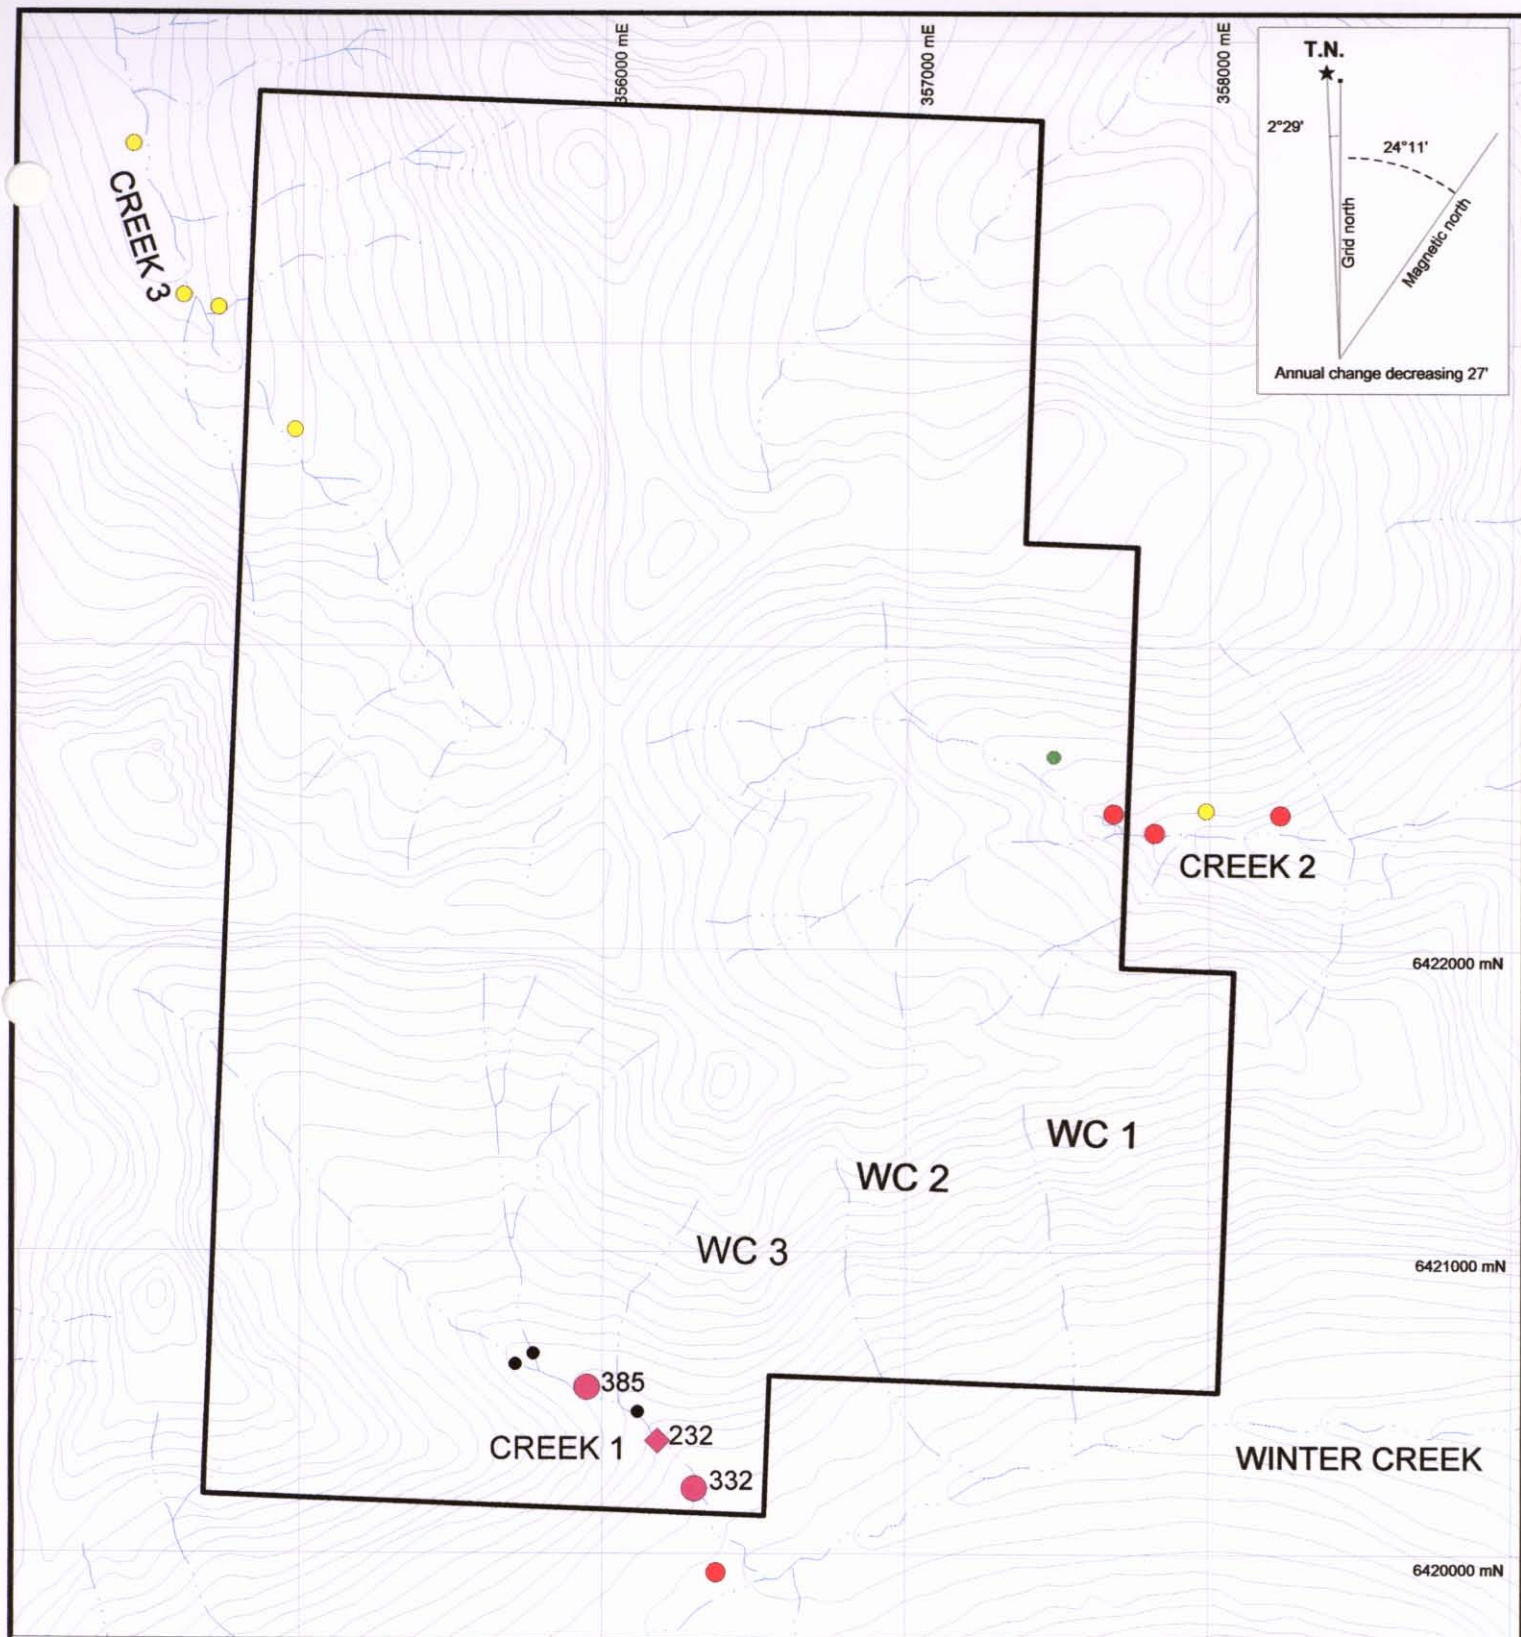 356000 mE
357000 mE
358000 mE
T.N.
2°29'
24°11'
Grid north
Magnetic north
Annual change decreasing 27'
CREEK 3
CREEK 2
6422000 mN
WC 1
WC 2
WC 3
6421000 mN
385
232
CREEK 1
332
WINTER CREEK
6420000 mN